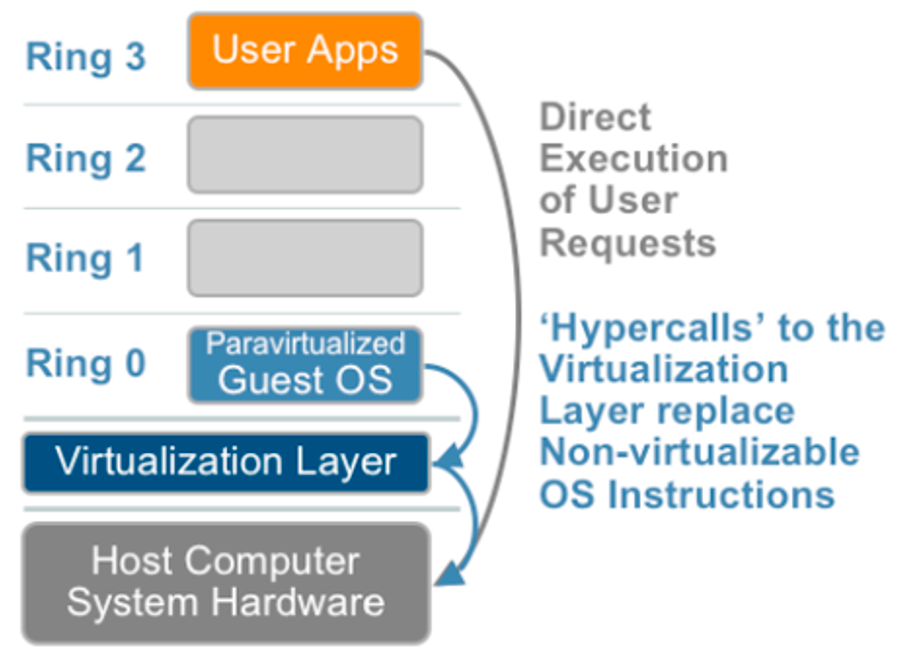 Ring 3
User Apps
Ring 2
Ring 1
Ring 0
Paravirtualized
Guest OS
Virtualization Layer
Host Computer
System Hardware
Direct
Execution
of User
Requests
‘Hypercalls’ to the
Virtualization
Layer replace
Non-virtualizable
OS Instructions